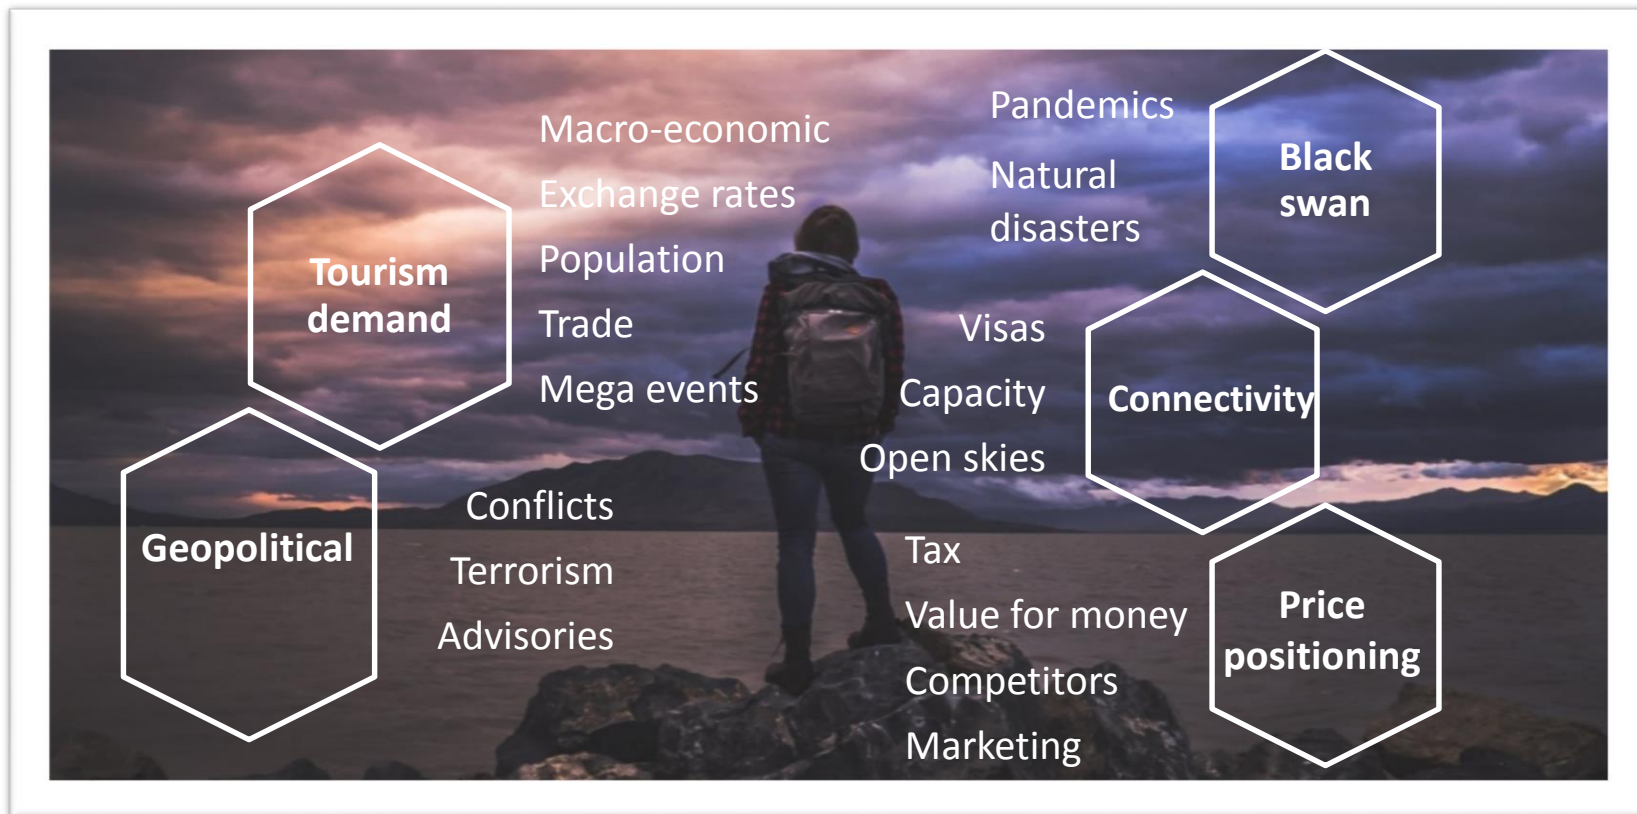 Tourism
demand
Macro-economic
Exchange rates
Population
Trade
Mega events
Geopolitical
Conflicts
Terrorism
Advisories
Pandemics
Natural
disasters
Black
swan
Visas
Capacity
Open skies
Connectivity
Tax
Value for money
Competitors
Marketing
Price
positioning